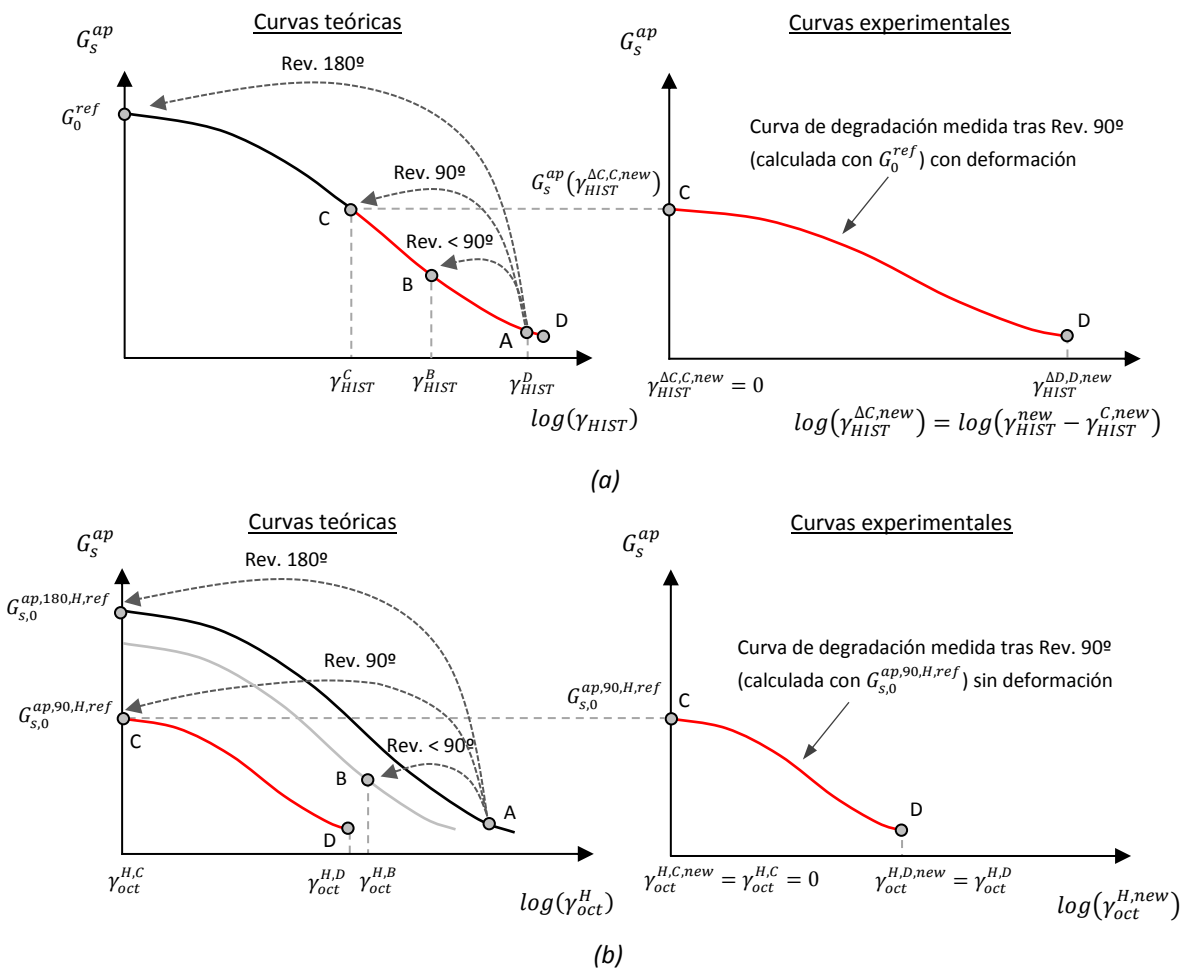 Curvas teóricas
Curvas experimentales
G_s^{ap}
G_s^{ap}
Rev. 180º
G_0^{ref}
Curva de degradación medida tras Rev. 90º
(calculada con G_0^{ref}) con deformación
Rev. 90º
G_s^{ap}(γ_{HIST}^{ΔC,C,new})
C
C
Rev. < 90º
B
A
D
D
γ_{HIST}^{C}
γ_{HIST}^{B}
γ_{HIST}^{D}
γ_{HIST}^{ΔC,C,new} = 0
γ_{HIST}^{ΔD,D,new}
log(γ_{HIST})
log(γ_{HIST}^{ΔC,new}) = log(γ_{HIST}^{new} − γ_{HIST}^{C,new})
(a)
Curvas teóricas
Curvas experimentales
G_s^{ap}
G_s^{ap}
Rev. 180º
G_{s,0}^{ap,180,H,ref}
Curva de degradación medida tras Rev. 90º
(calculada con G_{s,0}^{ap,90,H,ref}) sin deformación
Rev. 90º
G_{s,0}^{ap,90,H,ref}
G_{s,0}^{ap,90,H,ref}
C
C
Rev. < 90º
B
A
D
D
γ_{oct}^{H,C}
γ_{oct}^{H,D}
γ_{oct}^{H,B}
γ_{oct}^{H,C,new} = γ_{oct}^{H,C} = 0
γ_{oct}^{H,D,new} = γ_{oct}^{H,D}
log(γ_{oct}^{H})
log(γ_{oct}^{H,new})
(b)